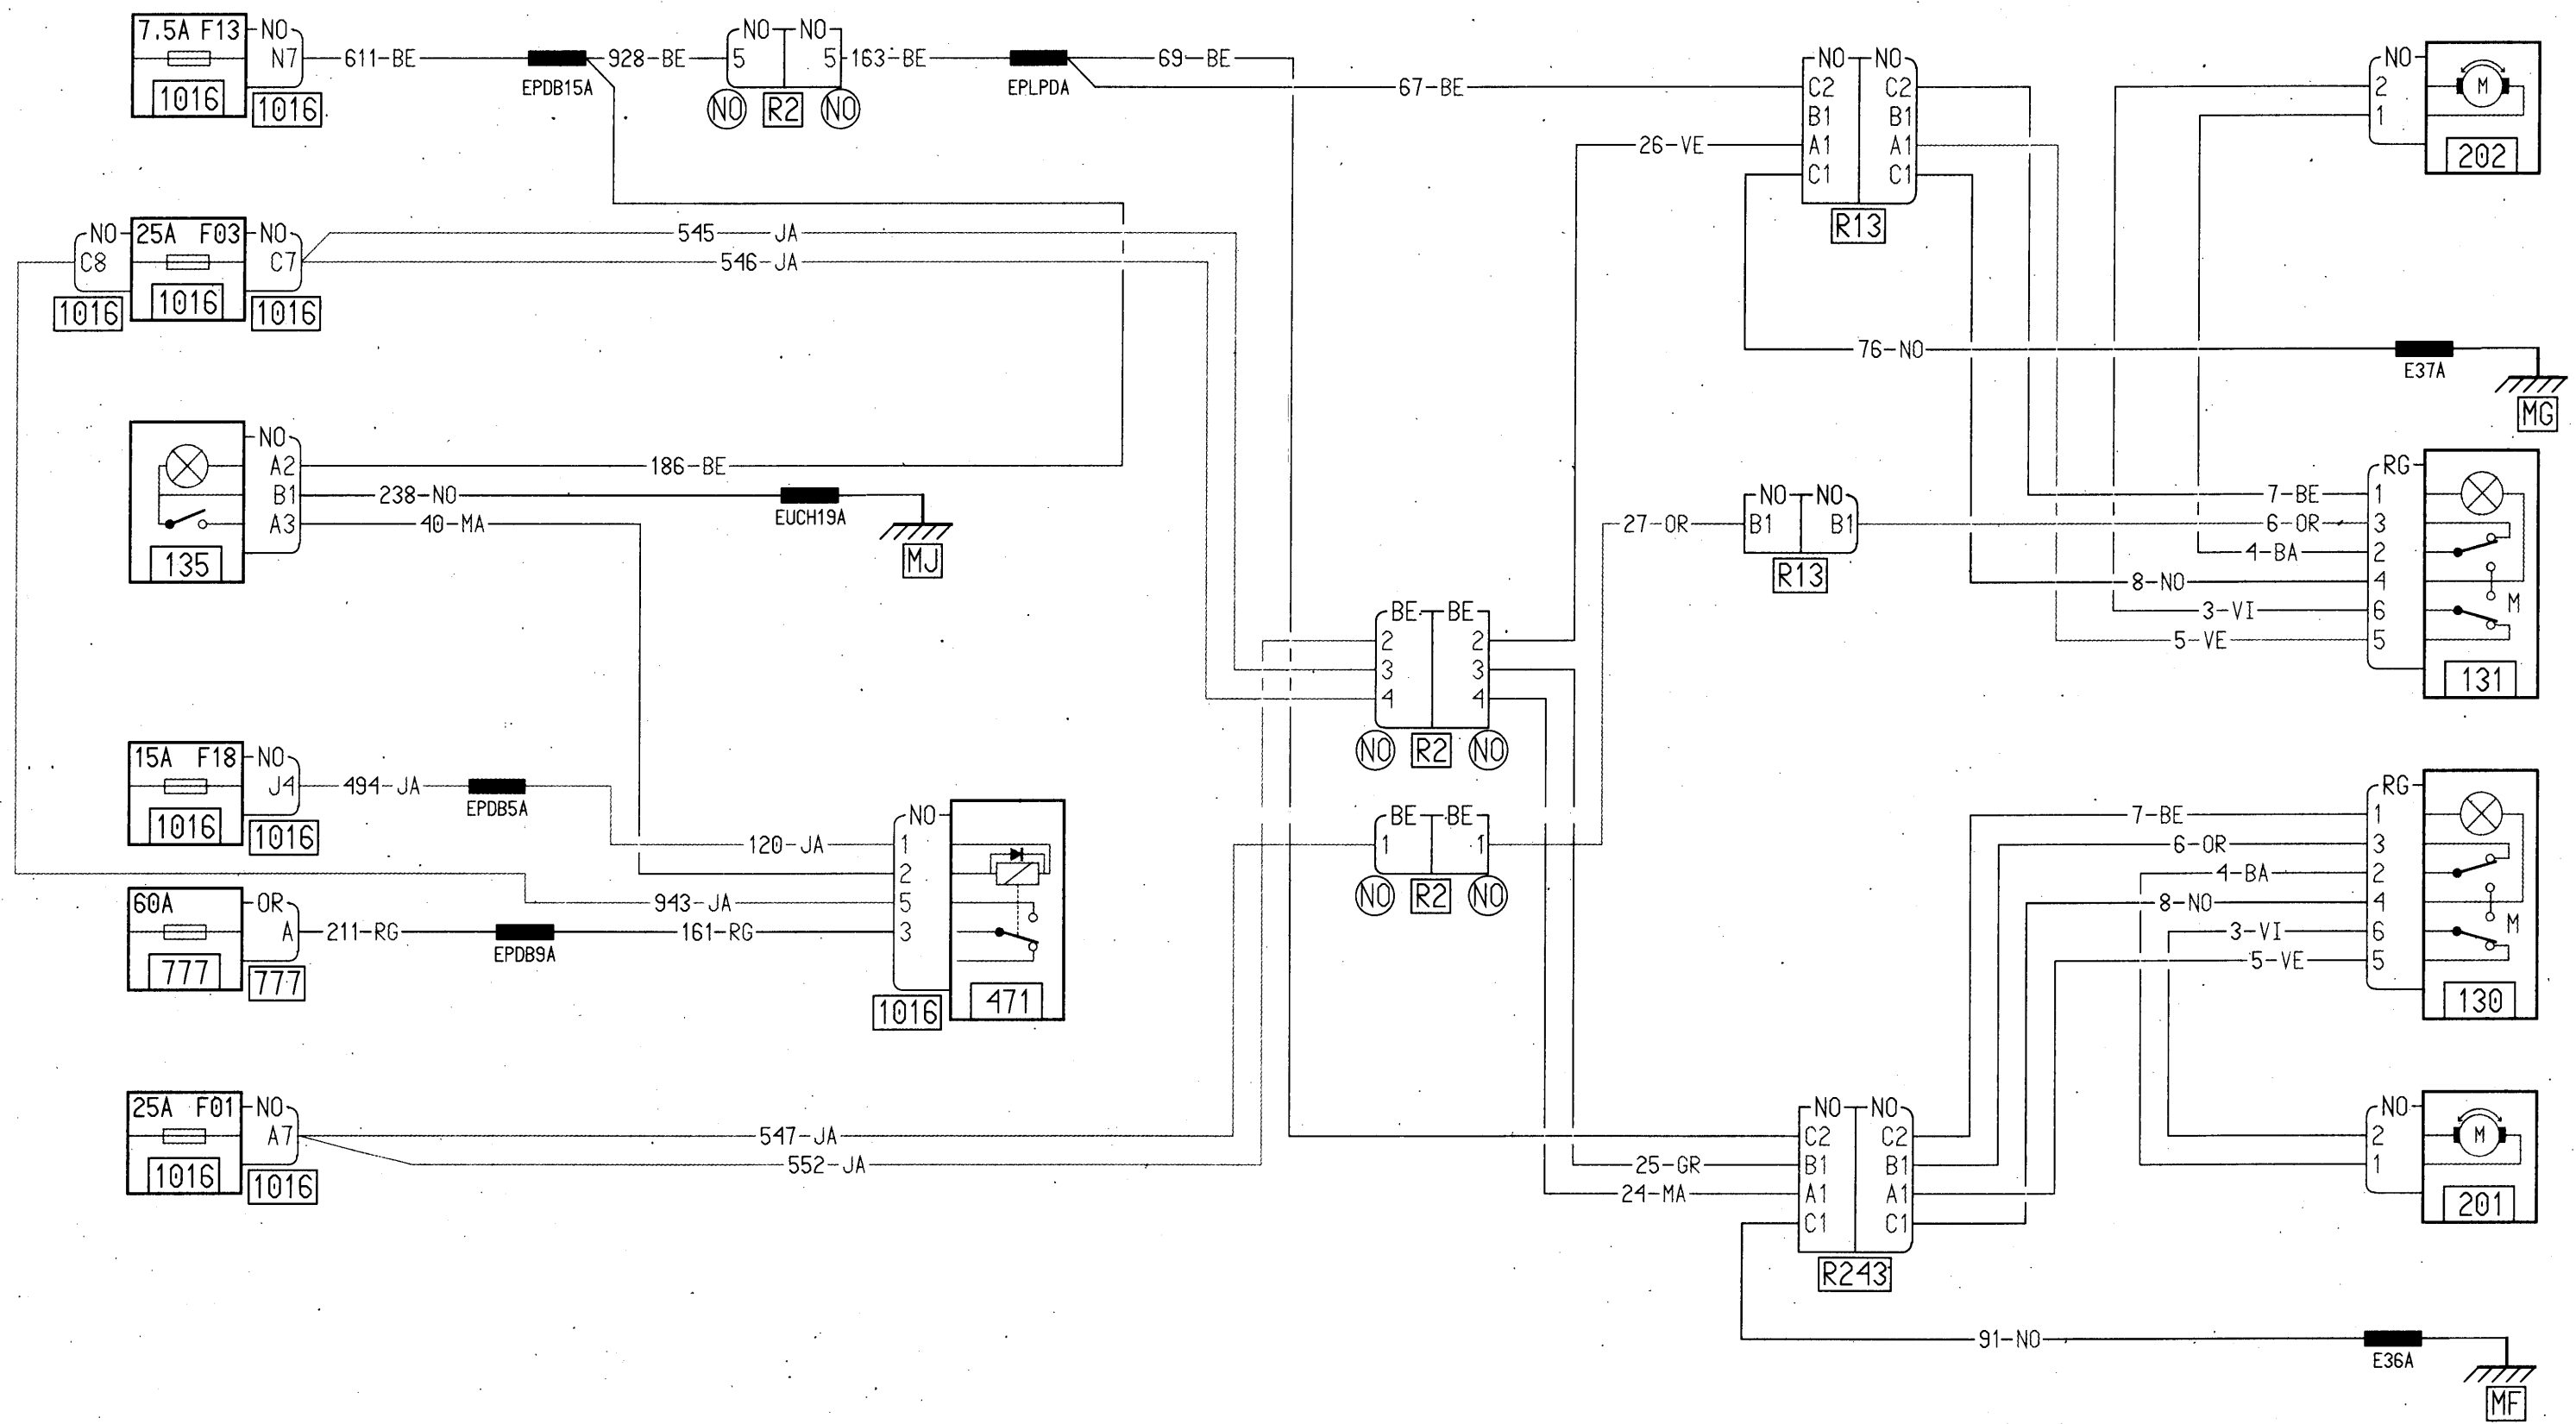 7.5A F13
NO
N7
1016
1016
611-BE
EPDB15A
928-BE
NO NO
5 5
NO R2 NO
163-BE
EPLPDA
69-BE
67-BE
NO NO
C2 C2
B1 B1
A1 A1
C1 C1
R13
26-VE
NO
2
1
M
202
NO
C8
1016
25A F03
1016
NO
C7
1016
545 JA
546-JA
76-NO
E37A
MG
NO
A2
B1
A3
135
186-BE
238-NO
EUCH19A
MJ
40-MA
27-OR
NO NO
B1 B1
R13
RG
1
3
2
4
6
5
7-BE
6-OR
4-BA
8-NO
3-VI
5-VE
M
131
BE BE
2 2
3 3
4 4
NO R2 NO
15A F18
1016
NO
J4
1016
494-JA
EPDB5A
120-JA
60A
777
OR
A
777
211-RG
EPDB9A
161-RG
943-JA
NO
1
2
5
3
1016
471
BE BE
1 1
NO R2 NO
7-BE
6-OR
4-BA
8-NO
3-VI
5-VE
RG
1
3
2
4
6
5
M
130
25A F01
1016
NO
A7
1016
547-JA
552-JA
25-GR
24-MA
NO NO
C2 C2
B1 B1
A1 A1
C1 C1
R243
NO
2
1
M
201
91-NO
E36A
MF